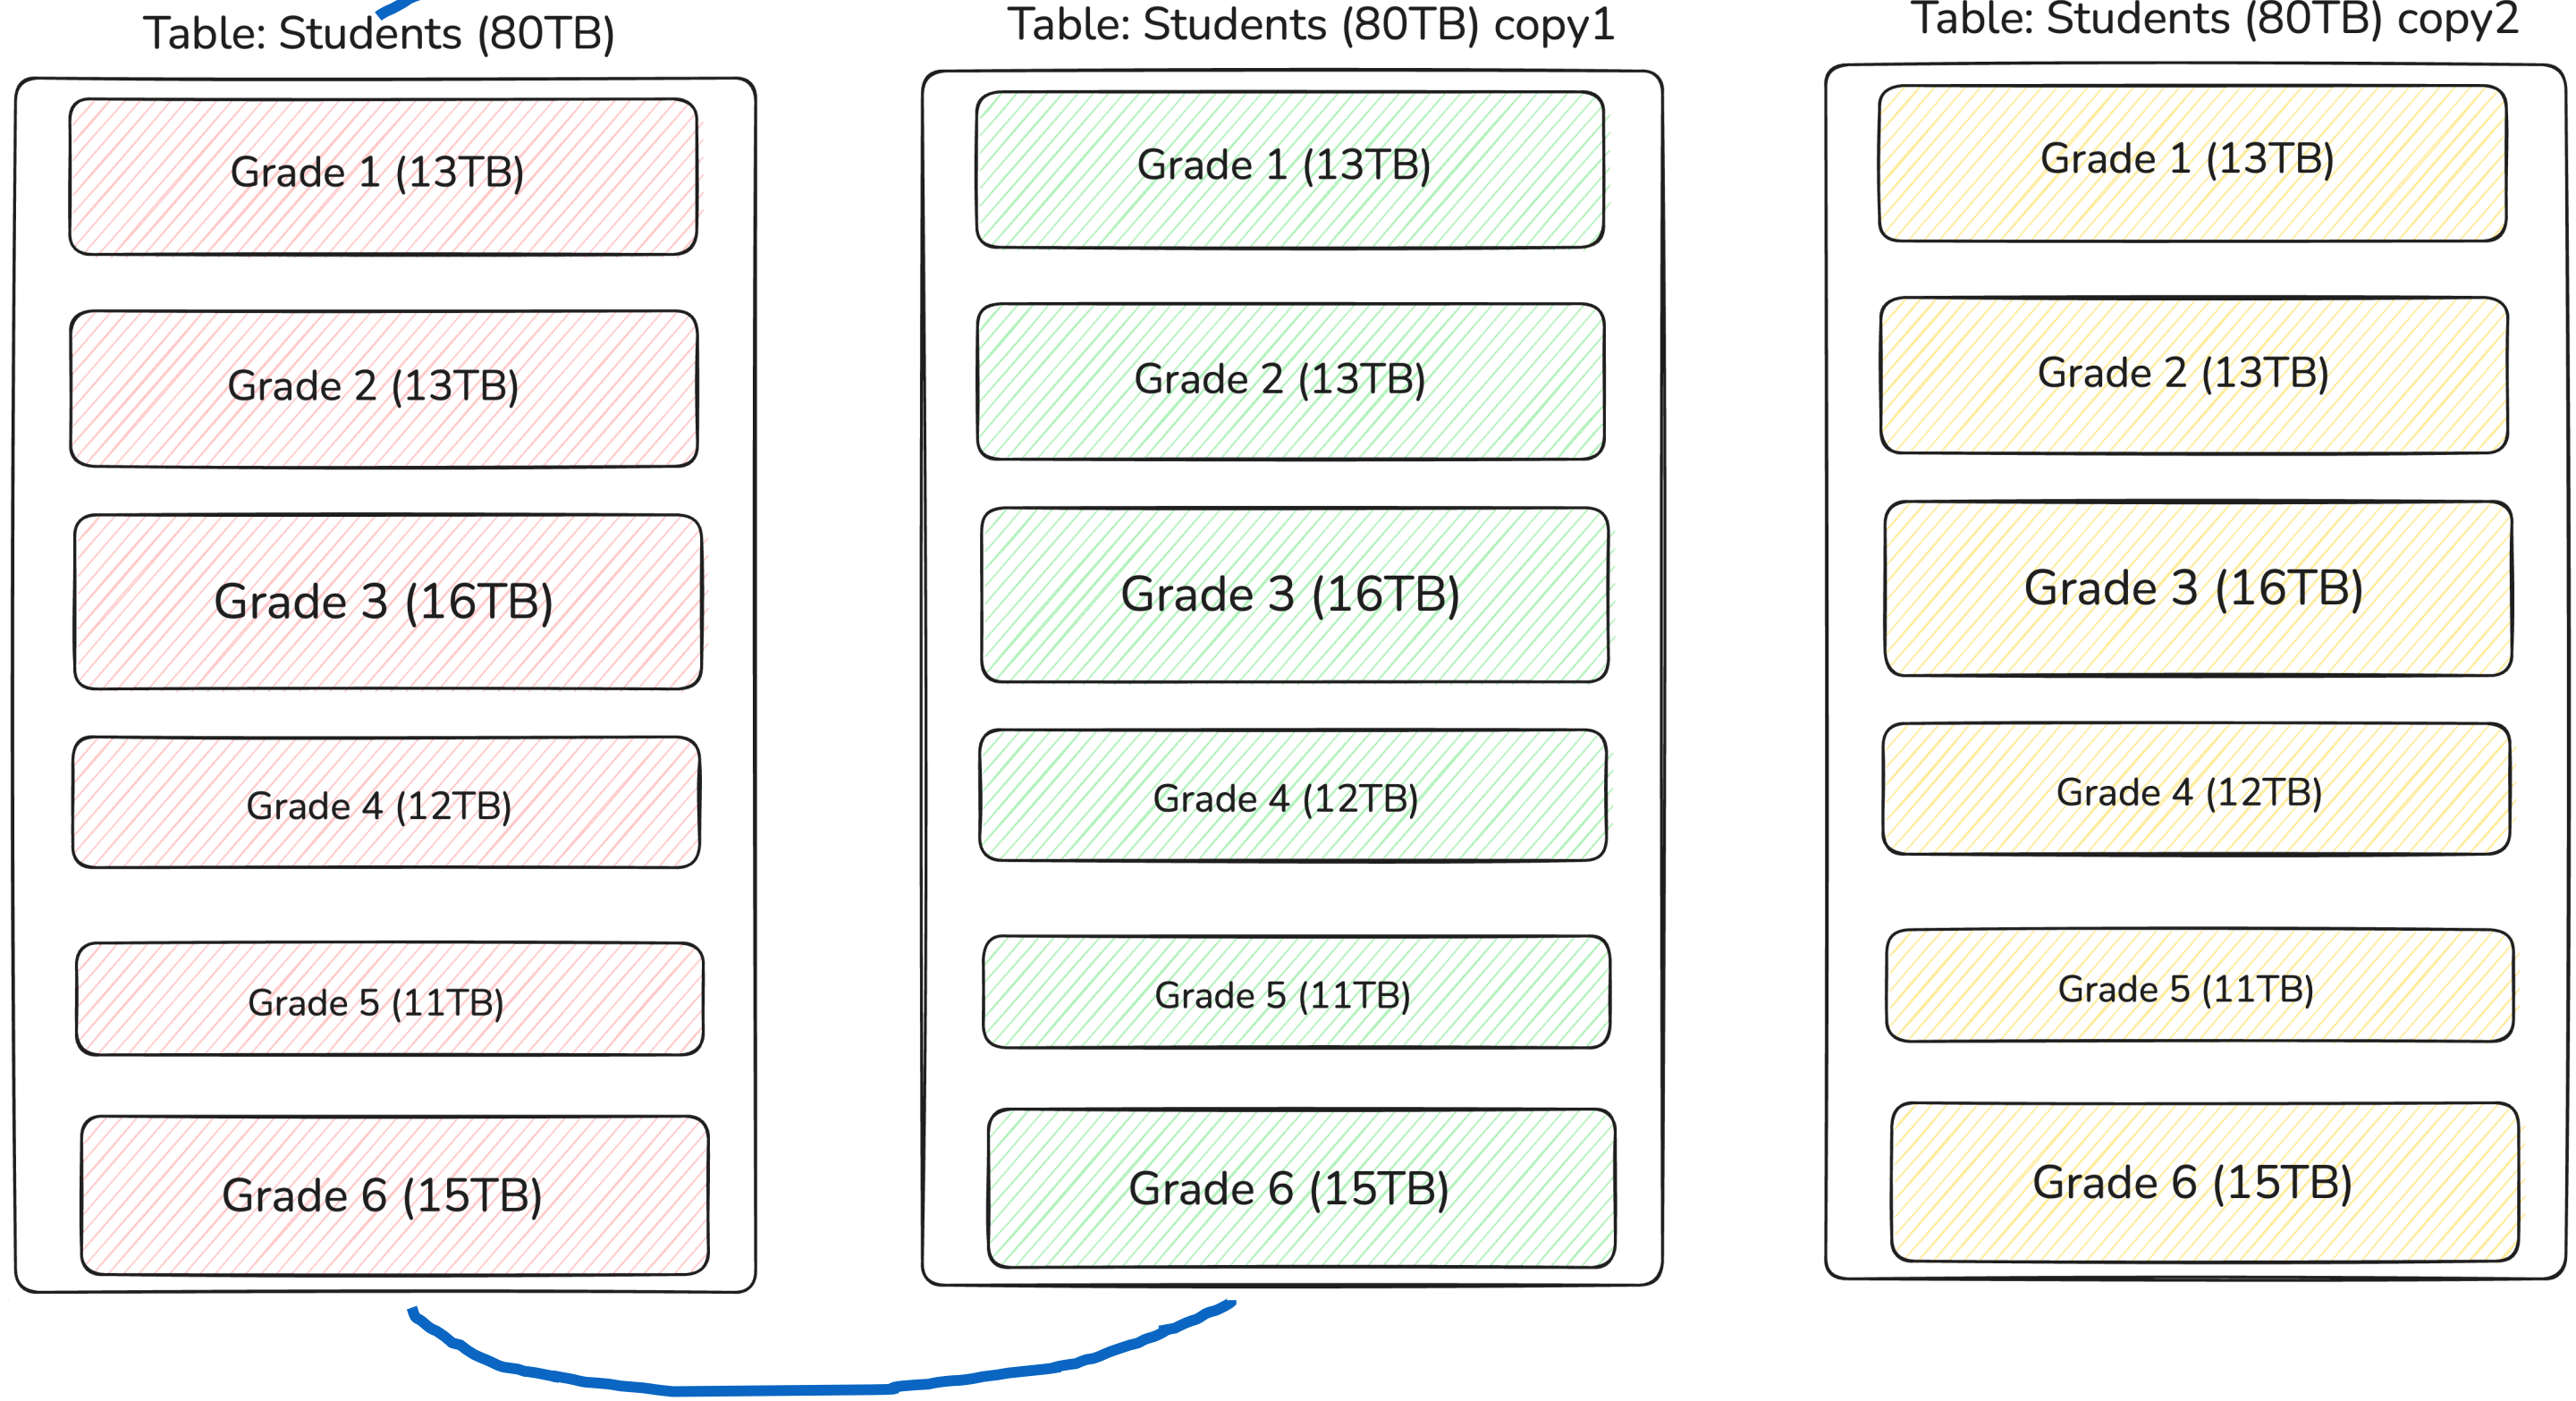 Table: Students (80TB)
Grade 1 (13TB)
Grade 2 (13TB)
Grade 3 (16TB)
Grade 4 (12TB)
Grade 5 (11TB)
Grade 6 (15TB)
Table: Students (80TB) copy1
Grade 1 (13TB)
Grade 2 (13TB)
Grade 3 (16TB)
Grade 4 (12TB)
Grade 5 (11TB)
Grade 6 (15TB)
Table: Students (80TB) copy2
Grade 1 (13TB)
Grade 2 (13TB)
Grade 3 (16TB)
Grade 4 (12TB)
Grade 5 (11TB)
Grade 6 (15TB)